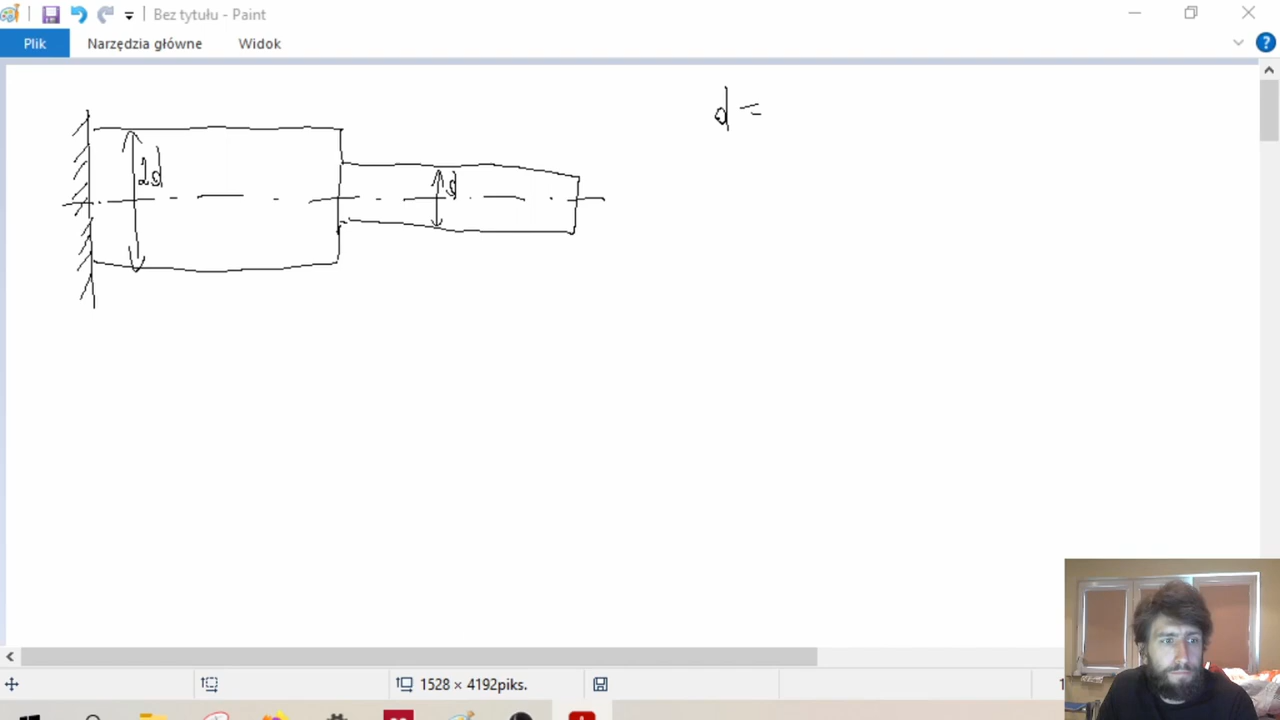 Bez tytułu - Paint
Plik Narzędzia główne Widok
d =
2d
d
1528 × 4192piks.